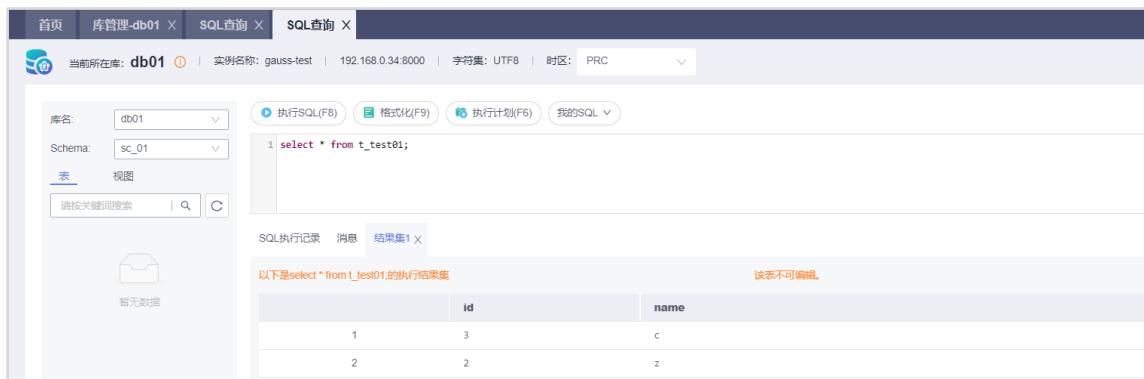 首页 库管理-db01 × SQL查询 × SQL查询 ×
当前所在库: db01 | 实例名称: gauss-test | 192.168.0.34:8000 | 字符集: UTF8 | 时区: PRC
库名: db01
Schema: sc_01
表 视图
请按关键词搜索
暂无数据
执行SQL(F8) 格式化(F9) 执行计划(F6) 我的SQL
1 select * from t_test01;
SQL执行记录 消息 结果集1 ×
以下是select * from t_test01;的执行结果集 该表不可编辑。
id name
1 3 c
2 2 z